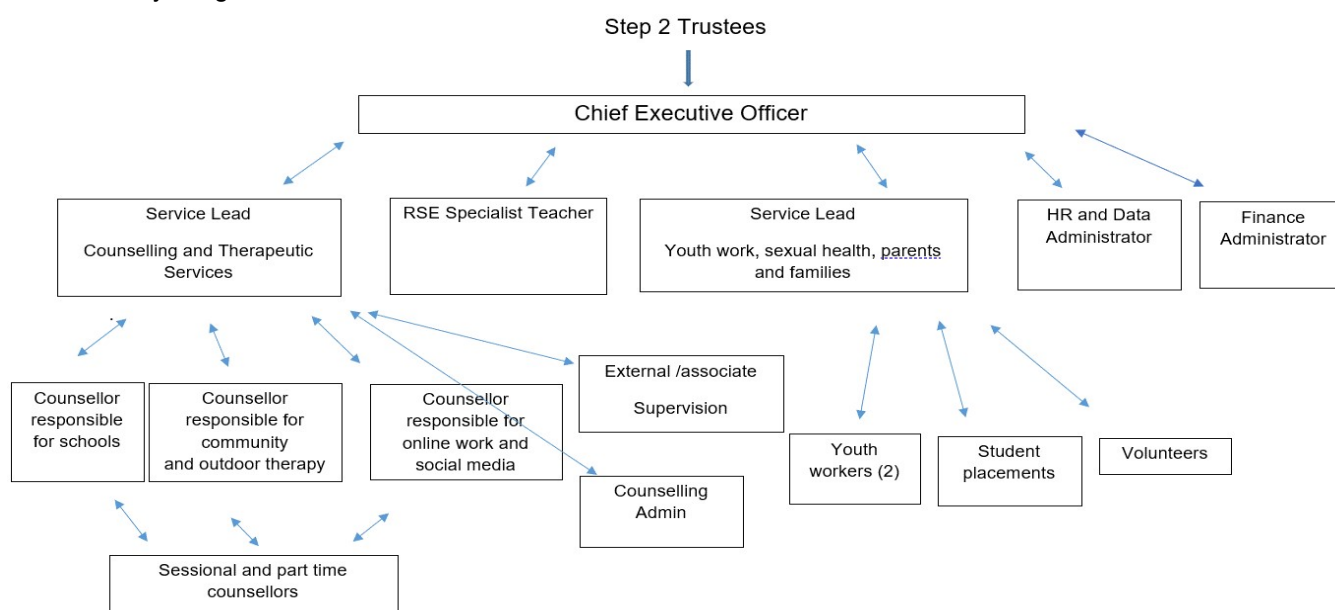 Step 2 Trustees
Chief Executive Officer
Service Lead
Counselling and Therapeutic
Services
RSE Specialist Teacher
Service Lead
Youth work, sexual health, parents
and families
HR and Data
Administrator
Finance
Administrator
.
Counsellor
responsible
for schools
Counsellor
responsible for
community
and outdoor therapy
Counsellor
responsible for
online work and
social media
External /associate
Supervision
Counselling
Admin
Youth
workers (2)
Student
placements
Volunteers
Sessional and part time
counsellors